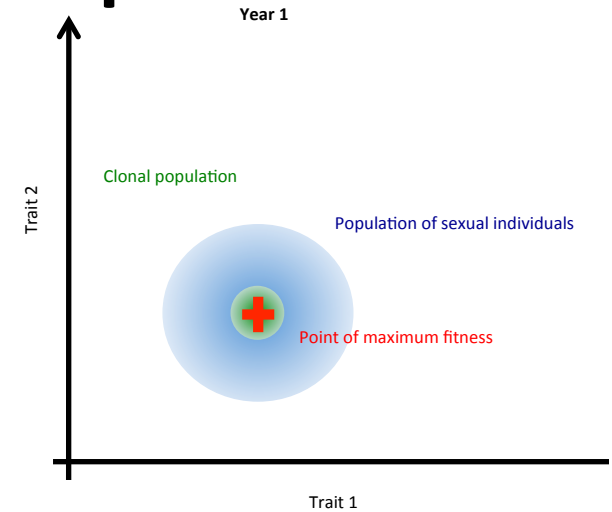 Year 1
Clonal population
Population of sexual individuals
Trait 2
Point of maximum fitness
Trait 1